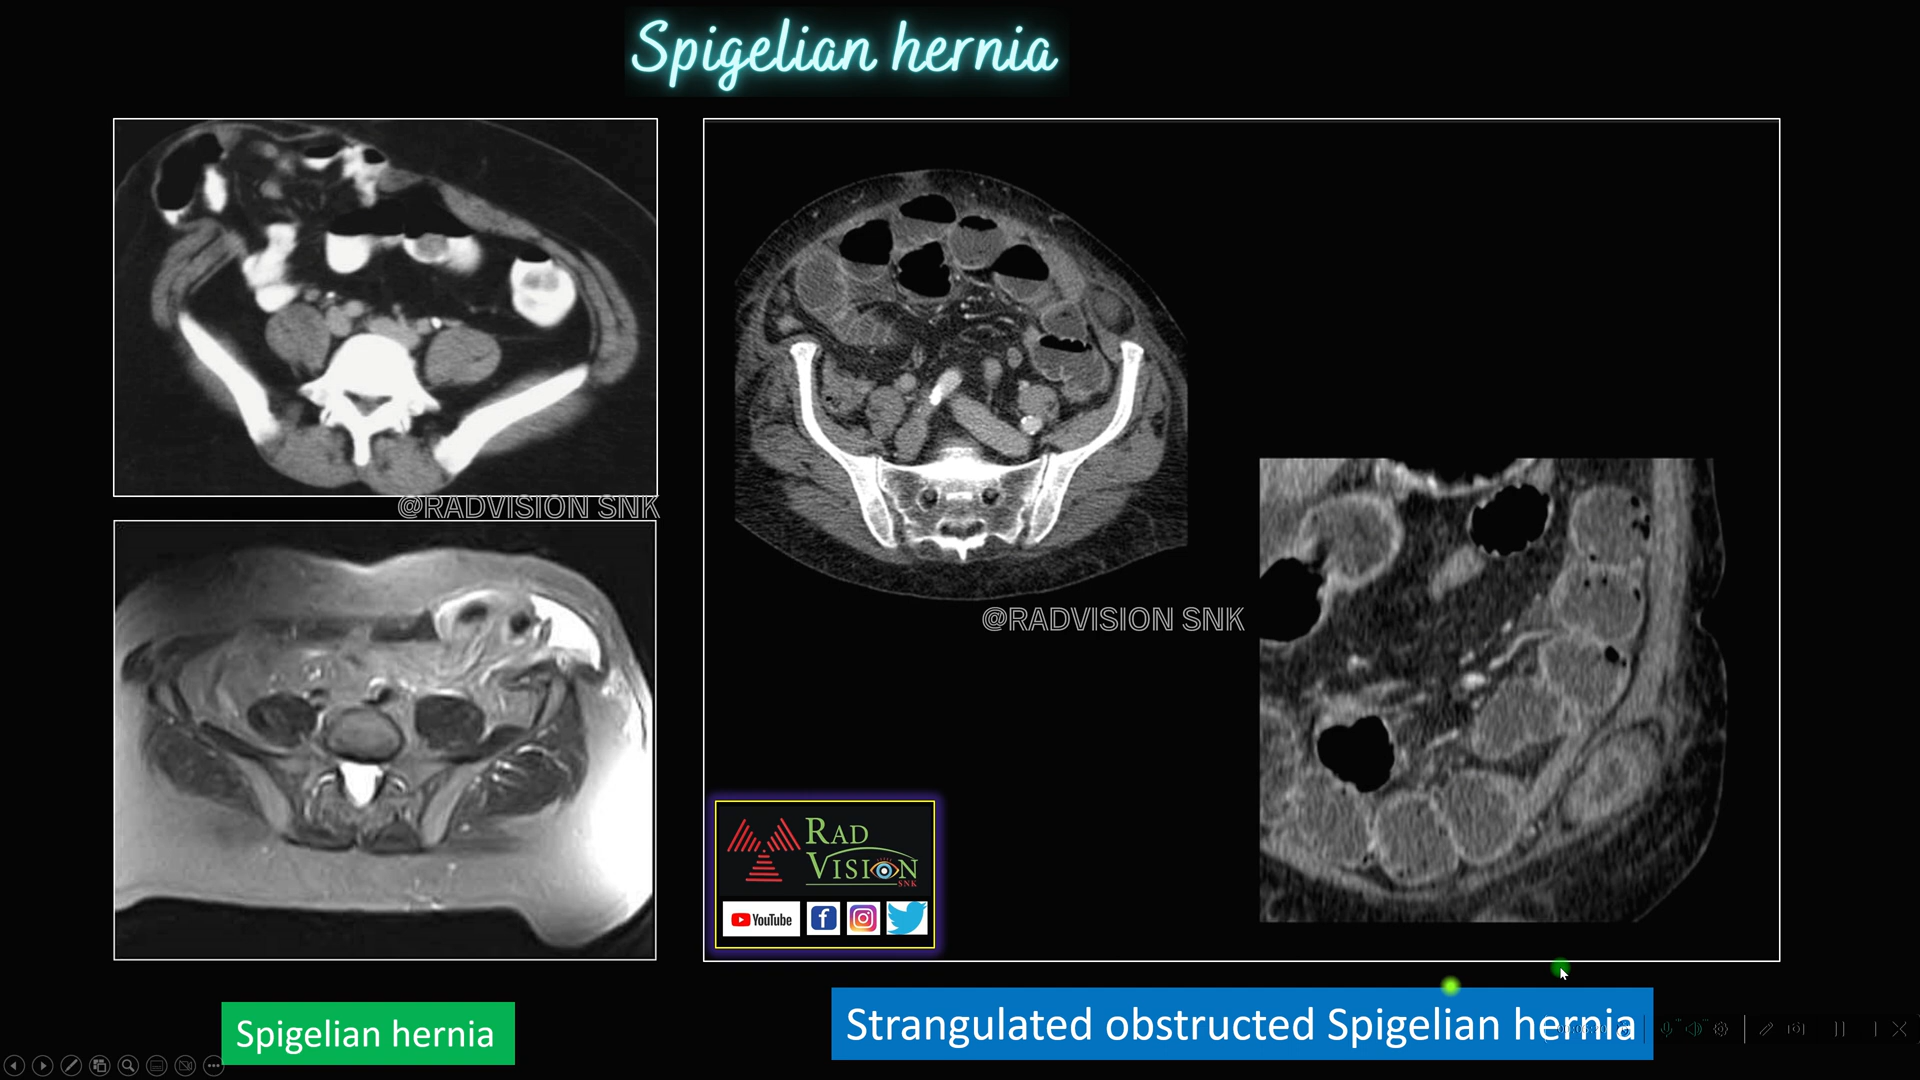 Spigelian hernia
@RADVISION SNK
@RADVISION SNK
RAD
VISION
SNK
YouTube
Spigelian hernia
Strangulated obstructed Spigelian hernia